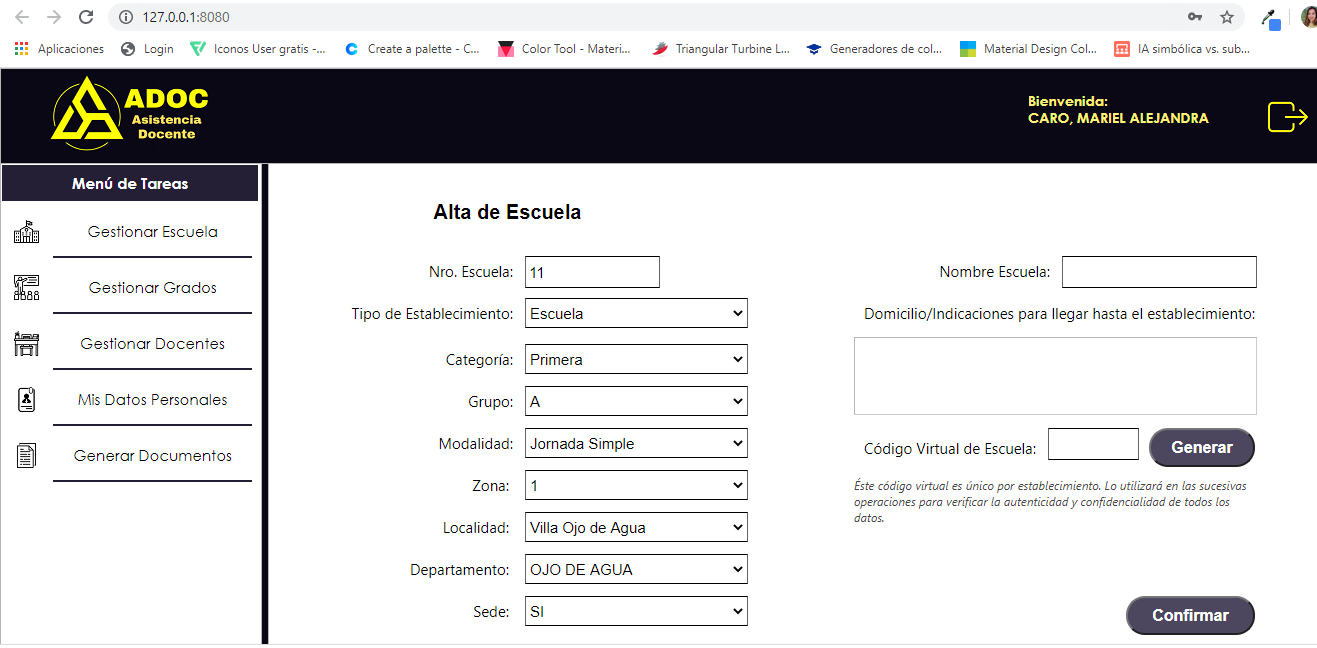 127.0.0.1:8080
Aplicaciones
Login
Iconos User gratis -...
Create a palette - C...
Color Tool - Materi...
Triangular Turbine L...
Generadores de col...
Material Design Col...
IA simbólica vs. sub...
ADOC
Asistencia
Docente
Bienvenida:
CARO, MARIEL ALEJANDRA
Menú de Tareas
Gestionar Escuela
Gestionar Grados
Gestionar Docentes
Mis Datos Personales
Generar Documentos
Alta de Escuela
Nro. Escuela: 11
Tipo de Establecimiento: Escuela
Categoría: Primera
Grupo: A
Modalidad: Jornada Simple
Zona: 1
Localidad: Villa Ojo de Agua
Departamento: OJO DE AGUA
Sede: SI
Nombre Escuela:
Domicilio/Indicaciones para llegar hasta el establecimiento:
Código Virtual de Escuela: Generar
Éste código virtual es único por establecimiento. Lo utilizará en las sucesivas
operaciones para verificar la autenticidad y confidencialidad de todos los
datos.
Confirmar